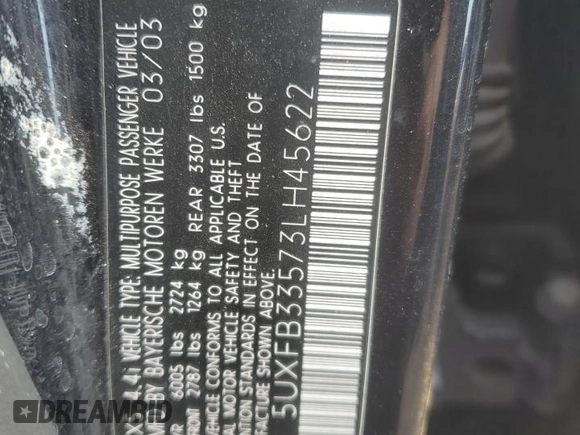 4i VEHICLE TYPE: MULTIPURPOSE PASSENGER VEHICLE
BY BAYERISCHE MOTOREN WERKE 03/03
6005 lbs 2724 kg
FRONT 2787 lbs 1264 kg REAR 3307 lbs 1500 kg
VEHICLE CONFORMS TO ALL APPLICABLE U.S.
MOTOR VEHICLE SAFETY AND THEFT
STANDARDS IN EFFECT ON THE DATE OF
MANUFACTURE SHOWN ABOVE.
5UXFB33573LH45622
DREAMBID